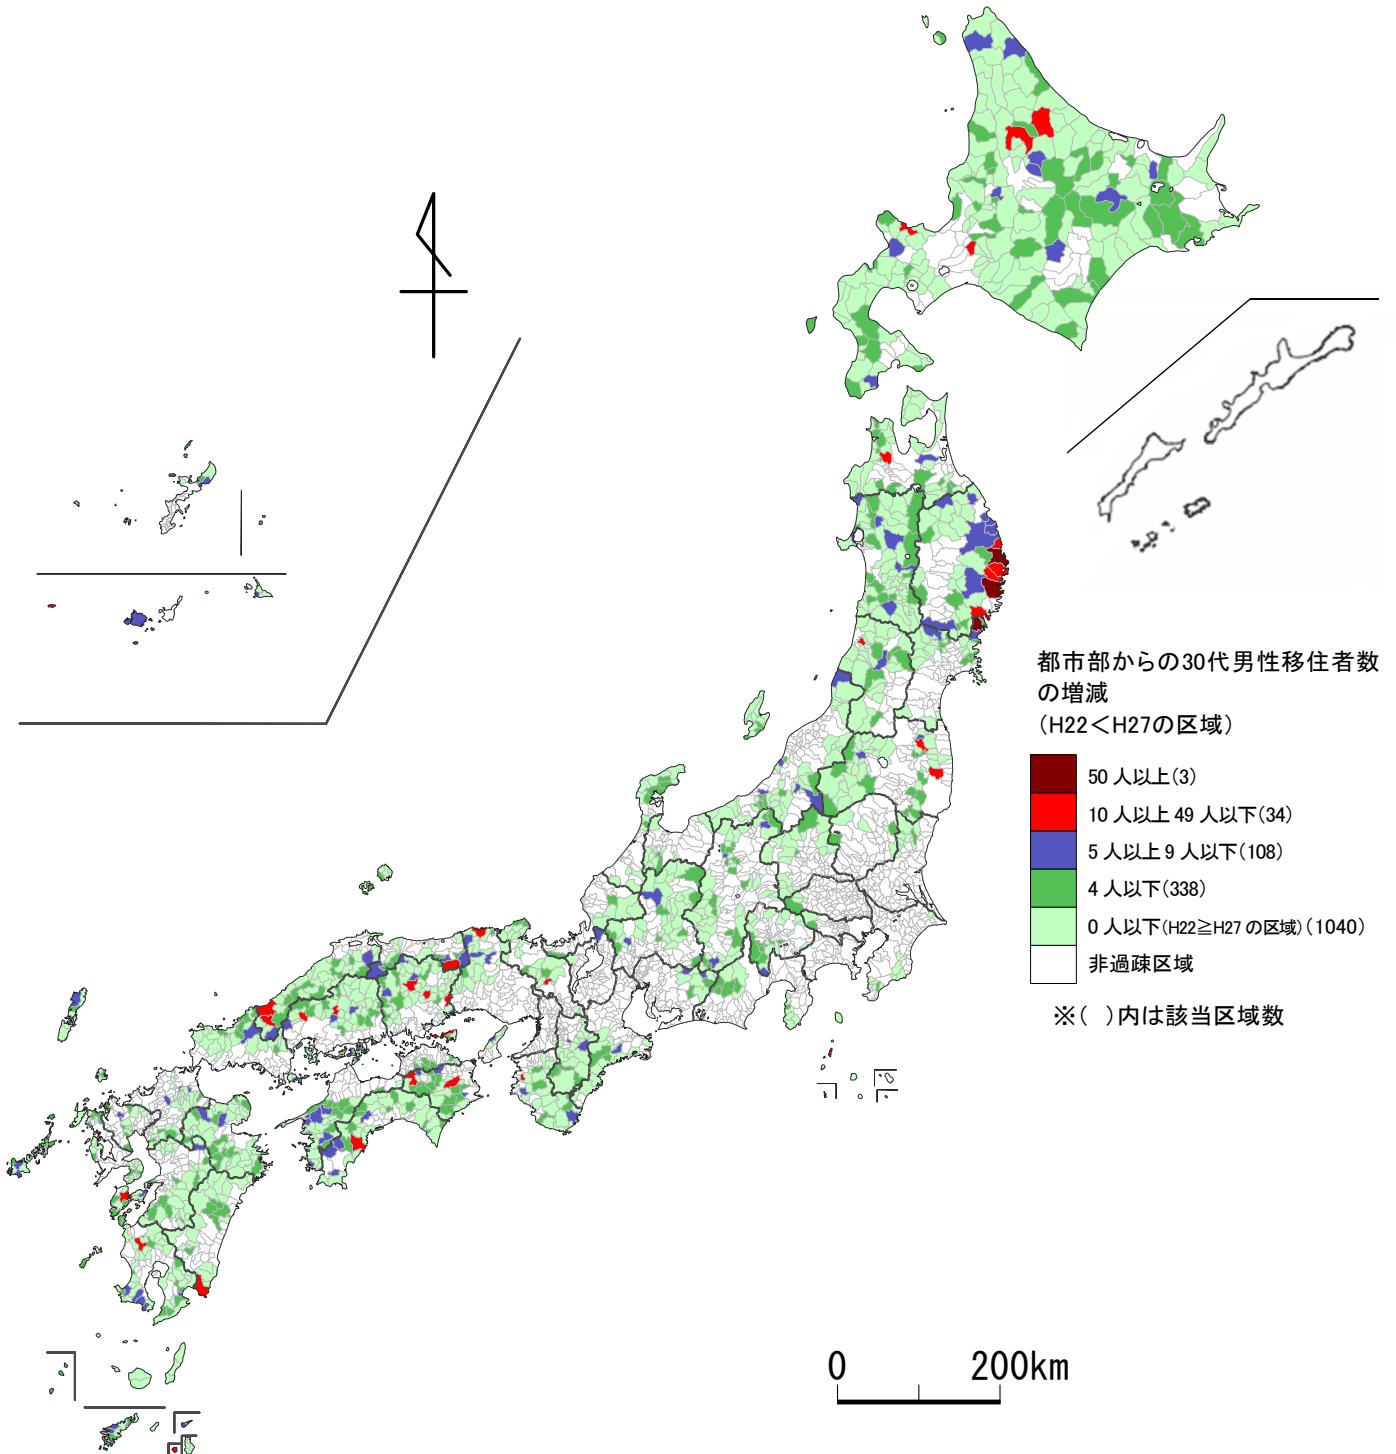 都市部からの30代男性移住者数
の増減
(H22＜H27の区域)
50 人以上(3)
10 人以上 49 人以下(34)
5 人以上 9 人以下(108)
4 人以下(338)
0 人以下(H22≧H27 の区域)(1040)
非過疎区域
※( )内は該当区域数
0 200km